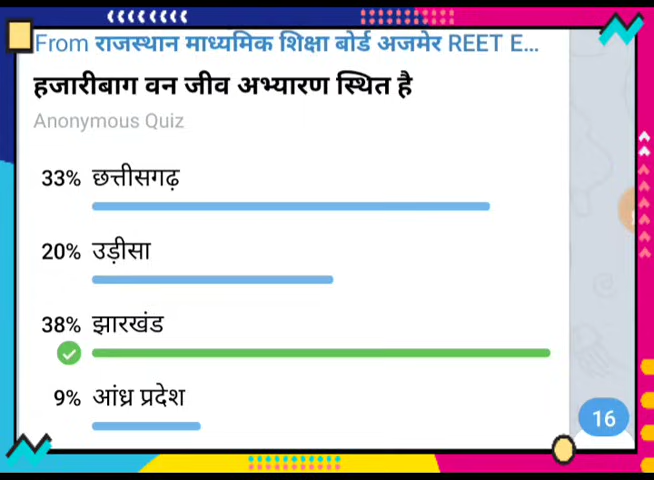 From राजस्थान माध्यमिक शिक्षा बोर्ड अजमेर REET E...
हजारीबाग वन जीव अभ्यारण स्थित है
Anonymous Quiz
33% छत्तीसगढ़
20% उड़ीसा
38% झारखंड
9% आंध्र प्रदेश
16